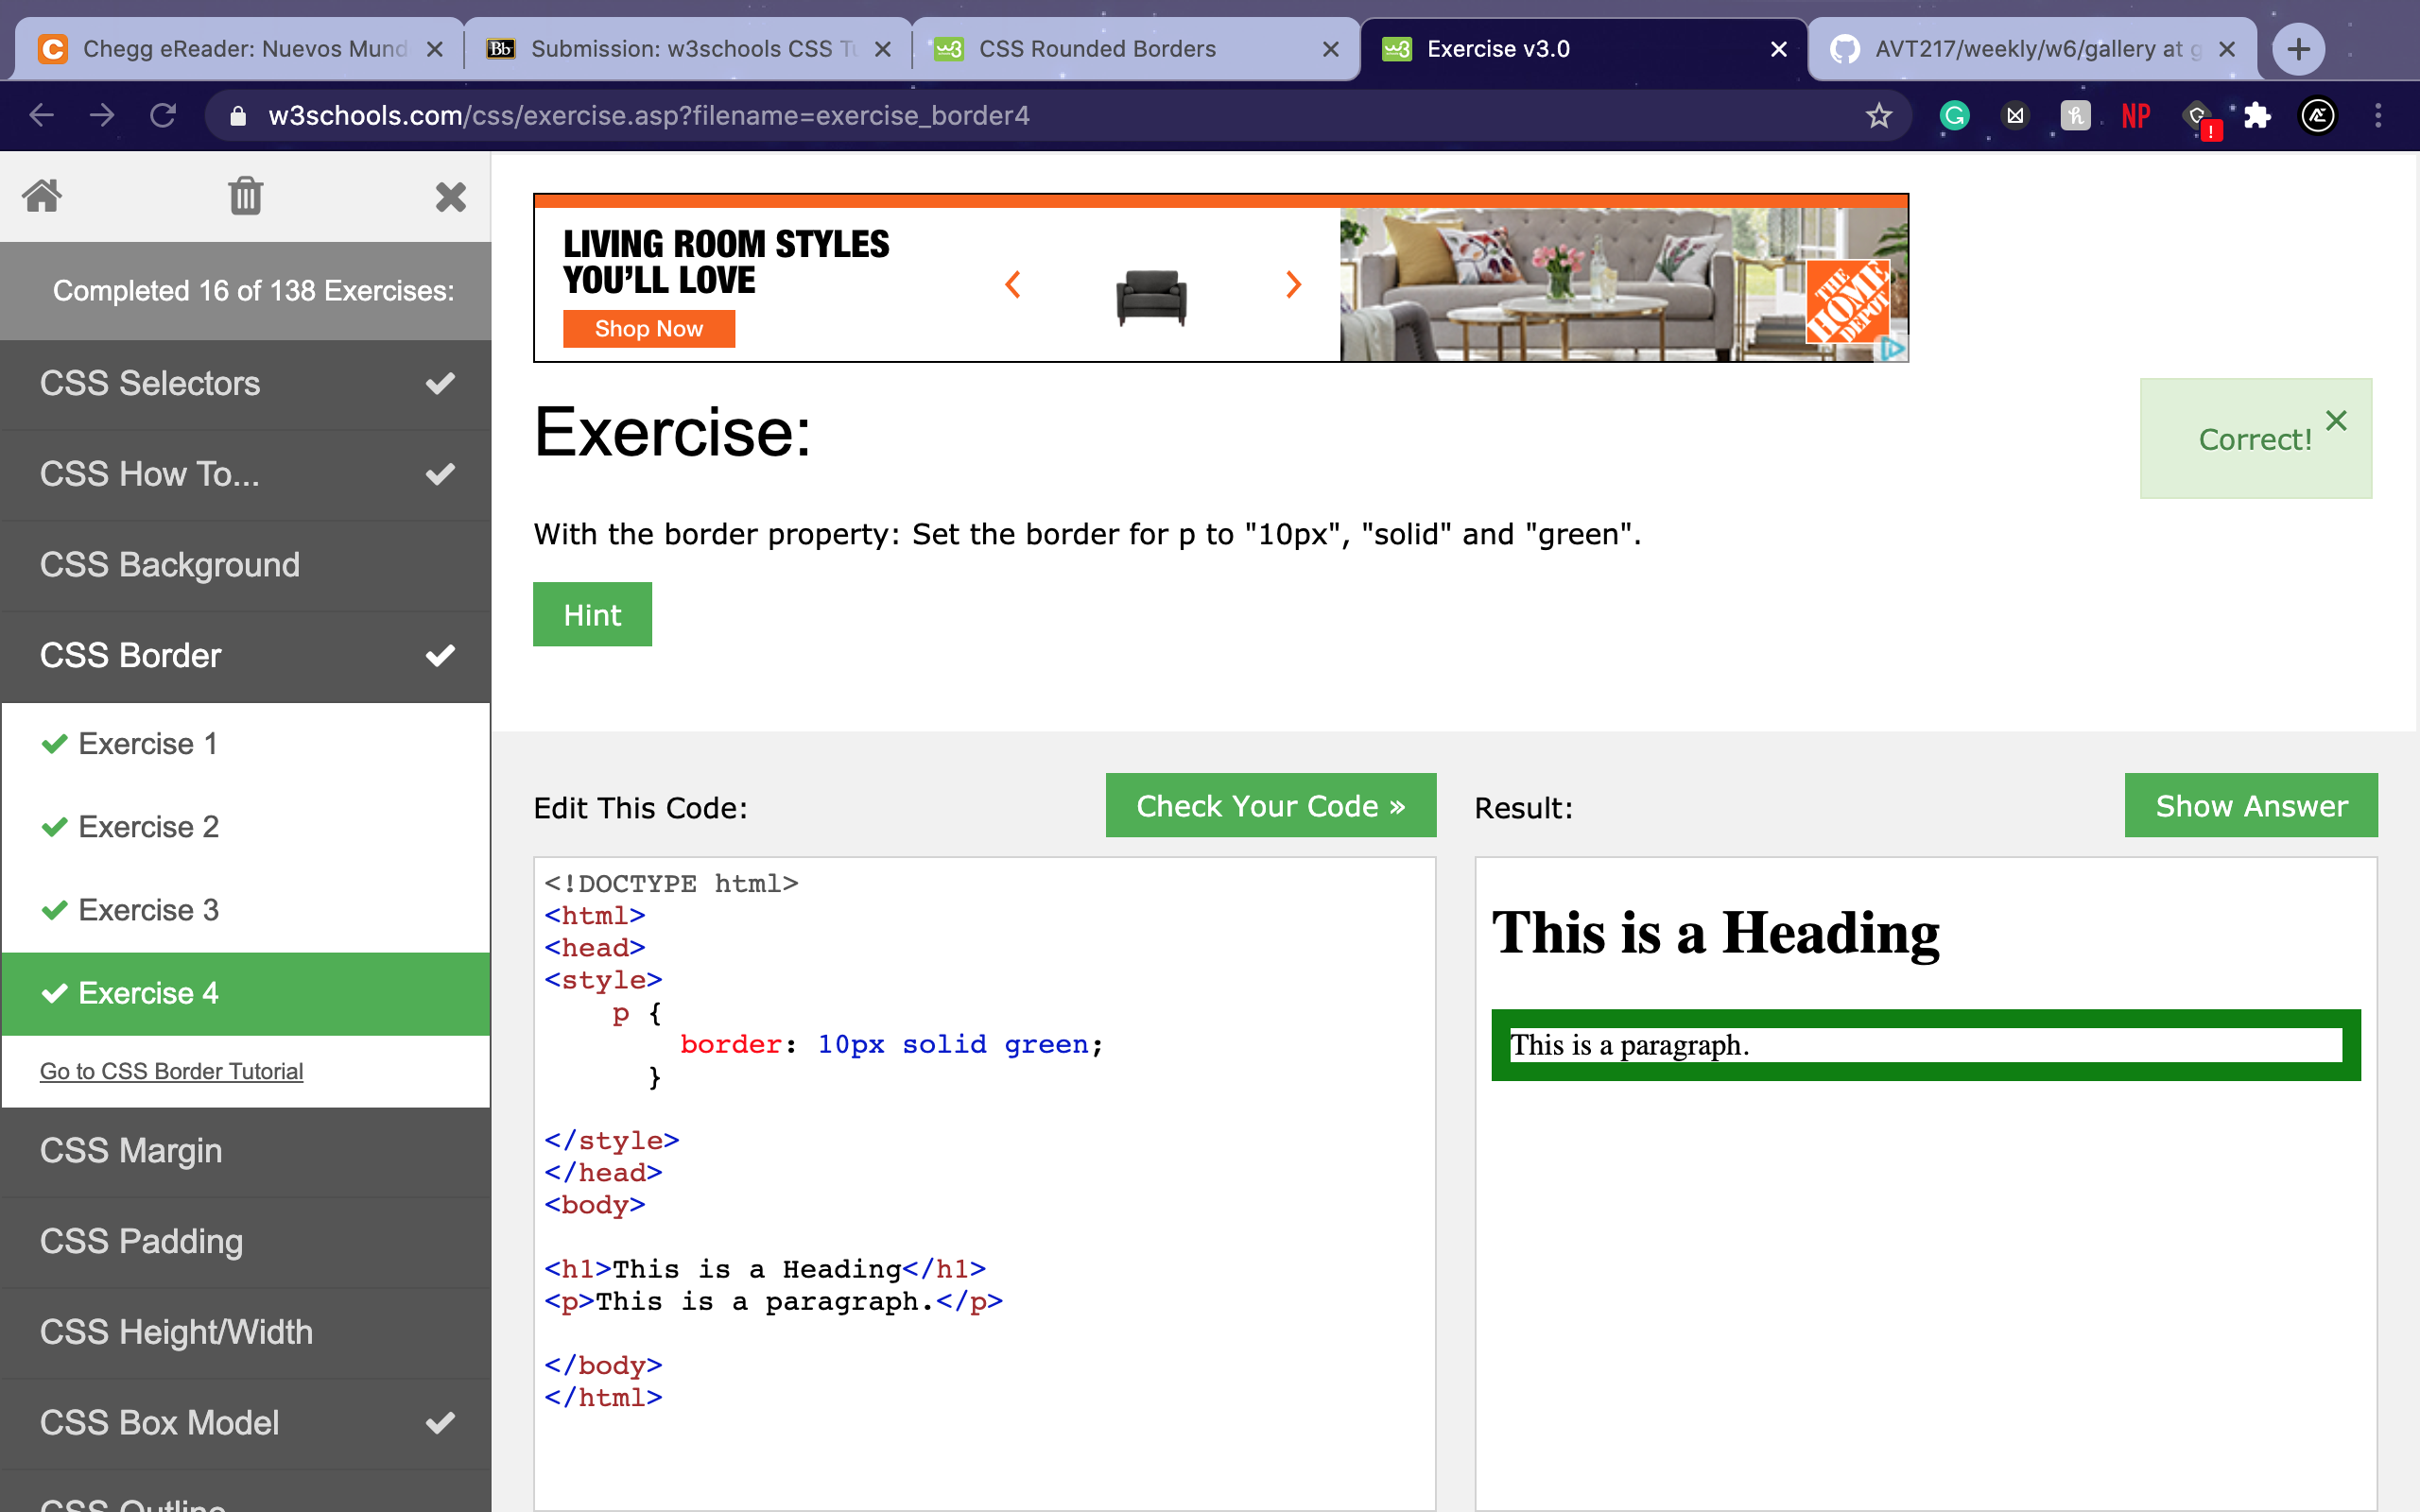 Chegg eReader: Nuevos Mund
Submission: w3schools CSS Tu
CSS Rounded Borders
Exercise v3.0
AVT217/weekly/w6/gallery at g
w3schools.com/css/exercise.asp?filename=exercise_border4
NP
Completed 16 of 138 Exercises:
CSS Selectors
CSS How To...
CSS Background
CSS Border
Exercise 1
Exercise 2
Exercise 3
Exercise 4
Go to CSS Border Tutorial
CSS Margin
CSS Padding
CSS Height/Width
CSS Box Model
CSS Outline
LIVING ROOM STYLES
YOU'LL LOVE
Shop Now
THE
HOME
DEPOT
Exercise:
Correct!
With the border property: Set the border for p to "10px", "solid" and "green".
Hint
Edit This Code:
Check Your Code »
Result:
Show Answer
<!DOCTYPE html>
<html>
<head>
<style>
p {
border: 10px solid green;
}
</style>
</head>
<body>
<h1>This is a Heading</h1>
<p>This is a paragraph.</p>
</body>
</html>
This is a Heading
This is a paragraph.